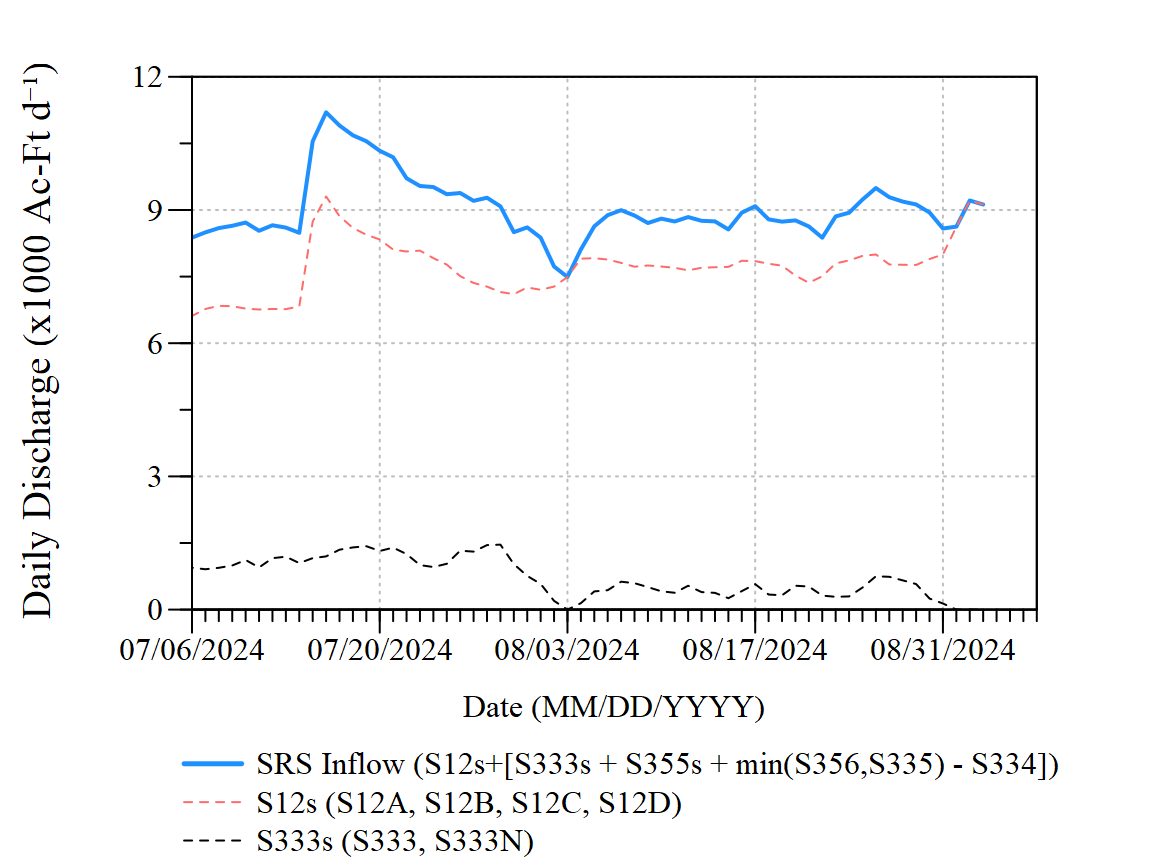 Daily Discharge (x1000 Ac-Ft d⁻¹)
12
9
6
3
0
07/06/2024 07/20/2024 08/03/2024 08/17/2024 08/31/2024
Date (MM/DD/YYYY)
SRS Inflow (S12s+[S333s + S355s + min(S356,S335) - S334])
S12s (S12A, S12B, S12C, S12D)
S333s (S333, S333N)